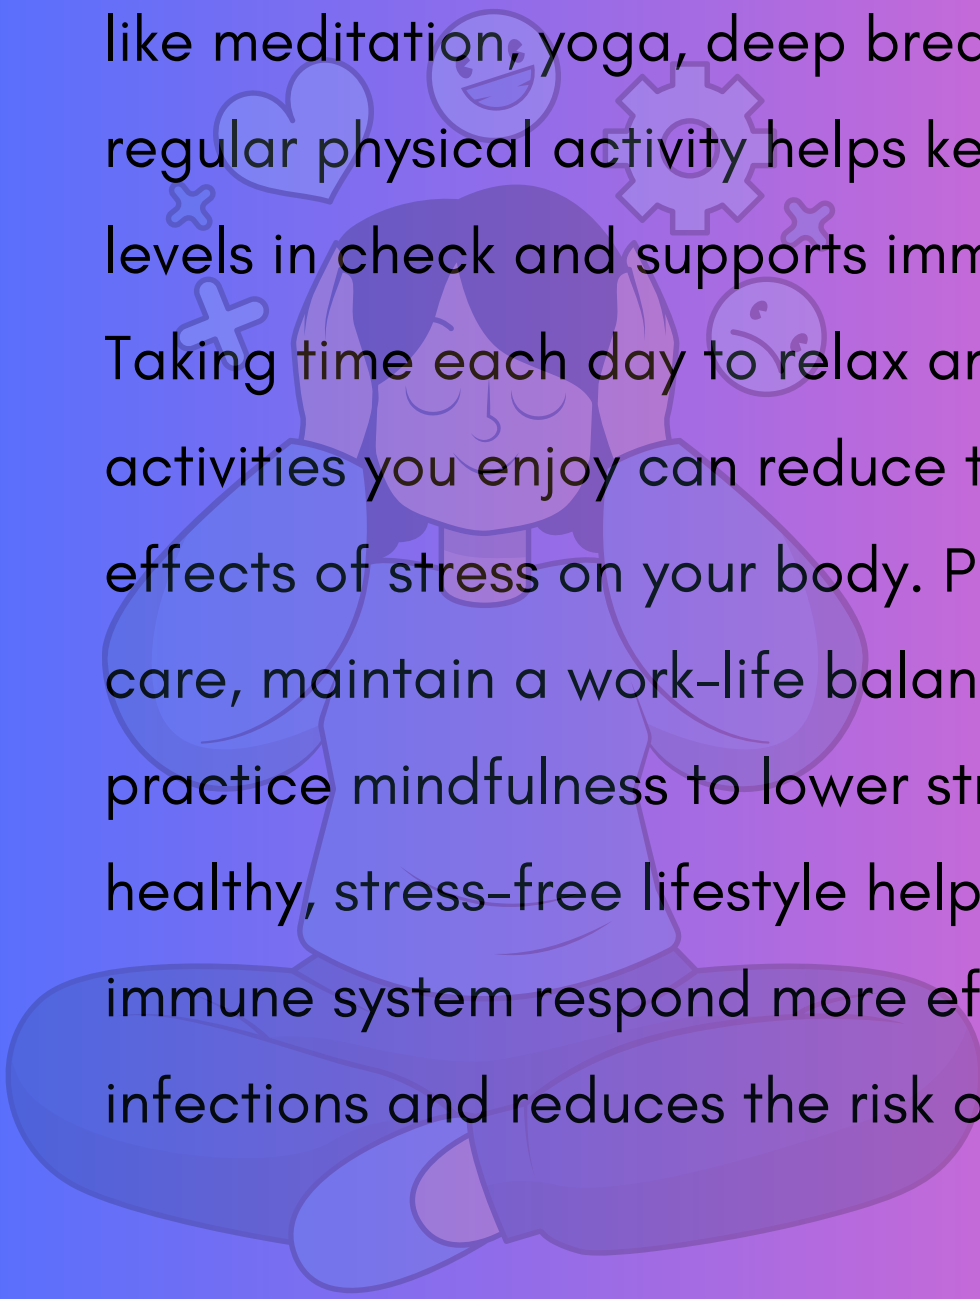 like meditation, yoga, deep brea
regular physical activity helps ke
levels in check and supports imm
Taking time each day to relax an
activities you enjoy can reduce t
effects of stress on your body. P
care, maintain a work-life balan
practice mindfulness to lower str
healthy, stress-free lifestyle help
immune system respond more ef
infections and reduces the risk o